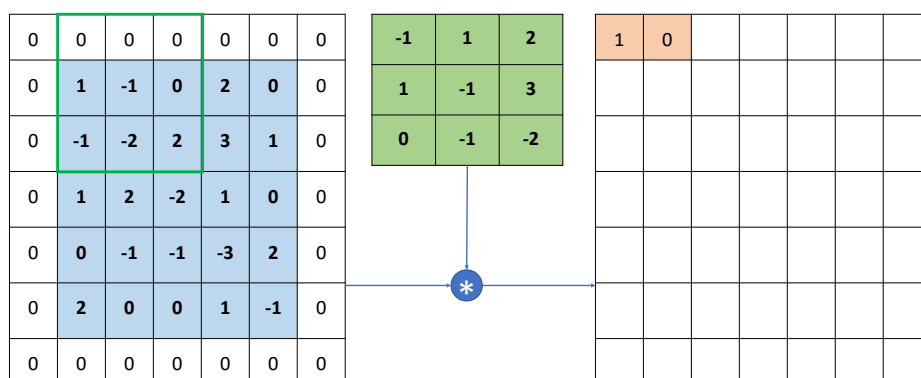 0 0 0 0 0 0 0
0 1 -1 0 2 0 0
0 -1 -2 2 3 1 0
0 1 2 -2 1 0 0
0 0 -1 -1 -3 2 0
0 2 0 0 1 -1 0
0 0 0 0 0 0 0
-1 1 2
1 -1 3
0 -1 -2
*
1 0